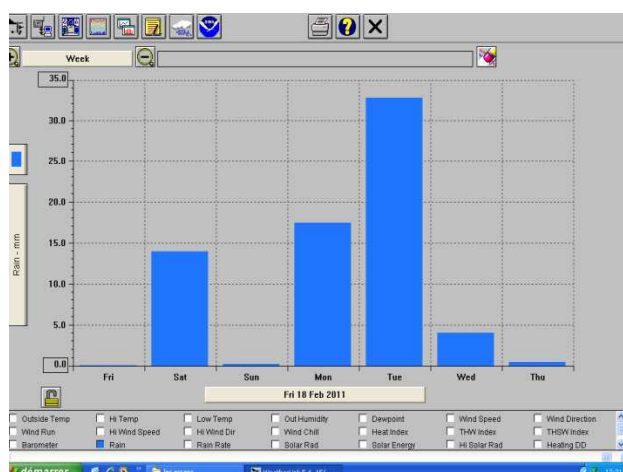 Week
35.0
30.0
25.0
20.0
15.0
10.0
5.0
0.0
Rain - mm
Fri Sat Sun Mon Tue Wed Thu
Fri 18 Feb 2011
Outside Temp Hi Temp Low Temp Out Humidity Dewpoint Wind Speed Wind Direction
Wind Run Hi Wind Speed Hi Wind Dir Wind Chill Heat Index THW Index THSW Index
Barometer Rain Rain Rate Solar Rad Solar Energy Hi Solar Rad Heating DD
démarrer